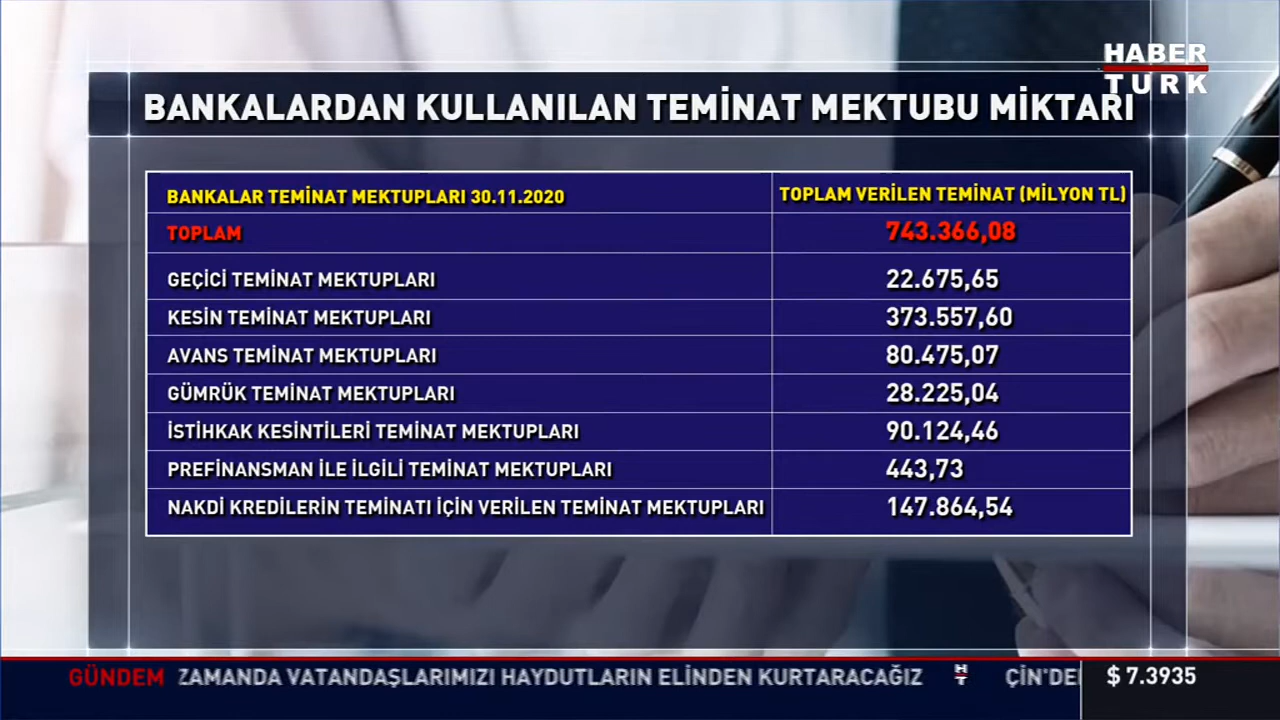 HABER
TURK
BANKALARDAN KULLANILAN TEMİNAT MEKTUBU MİKTARI
BANKALAR TEMİNAT MEKTUPLARI 30.11.2020 TOPLAM VERİLEN TEMİNAT (MİLYON TL)
TOPLAM 743.366,08
GEÇİCİ TEMİNAT MEKTUPLARI 22.675,65
KESİN TEMİNAT MEKTUPLARI 373.557,60
AVANS TEMİNAT MEKTUPLARI 80.475,07
GÜMRÜK TEMİNAT MEKTUPLARI 28.225,04
İSTİHKAK KESİNTİLERİ TEMİNAT MEKTUPLARI 90.124,46
PREFİNANSMAN İLE İLGİLİ TEMİNAT MEKTUPLARI 443,73
NAKDİ KREDİLERİN TEMİNATI İÇİN VERİLEN TEMİNAT MEKTUPLARI 147.864,54
GÜNDEM ZAMANDA VATANDAŞLARIMIZI HAYDUTLARIN ELİNDEN KURTARACAĞIZ HT ÇİN'DE $ 7.3935